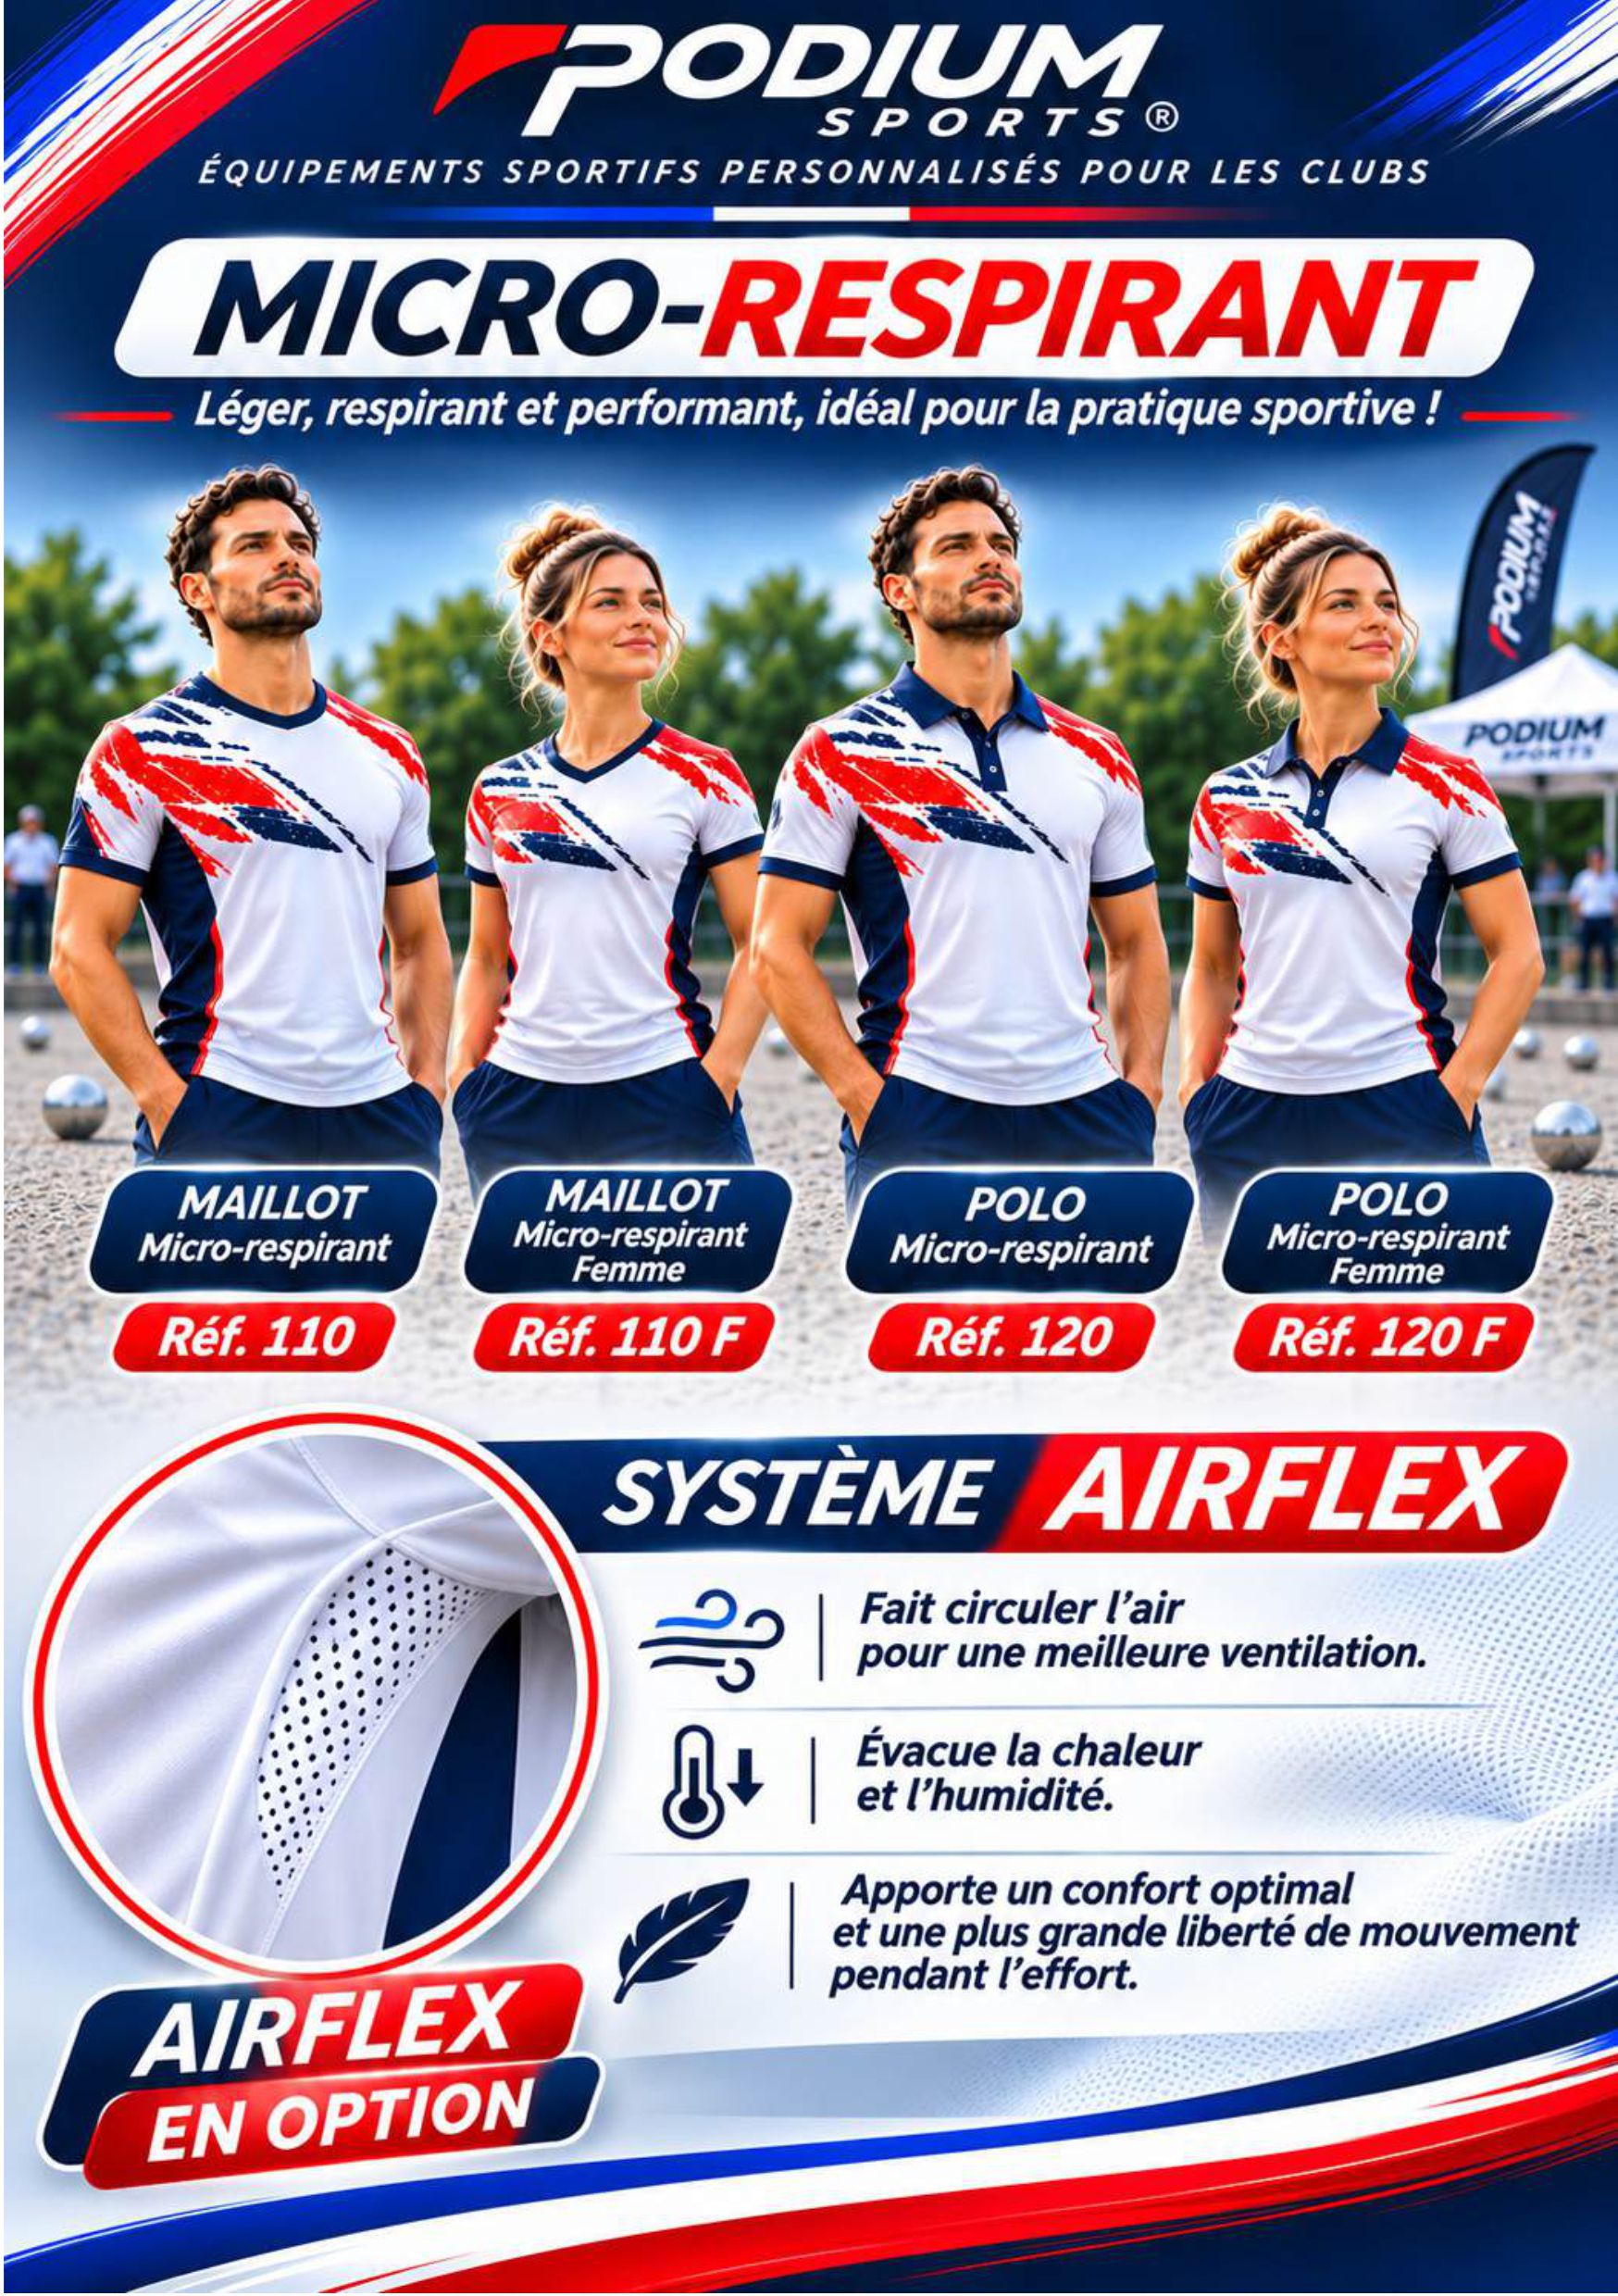 PODIUM
SPORTS ®
ÉQUIPEMENTS SPORTIFS PERSONNALISÉS POUR LES CLUBS
MICRO-RESPIRANT
Léger, respirant et performant, idéal pour la pratique sportive !
PODIUM
SPORTS
PODIUM
SPORTS
MAILLOT
Micro-respirant
Réf. 110
MAILLOT
Micro-respirant
Femme
Réf. 110 F
POLO
Micro-respirant
Réf. 120
POLO
Micro-respirant
Femme
Réf. 120 F
SYSTÈME AIRFLEX
Fait circuler l'air
pour une meilleure ventilation.
Évacue la chaleur
et l'humidité.
Apporte un confort optimal
et une plus grande liberté de mouvement
pendant l'effort.
AIRFLEX
EN OPTION